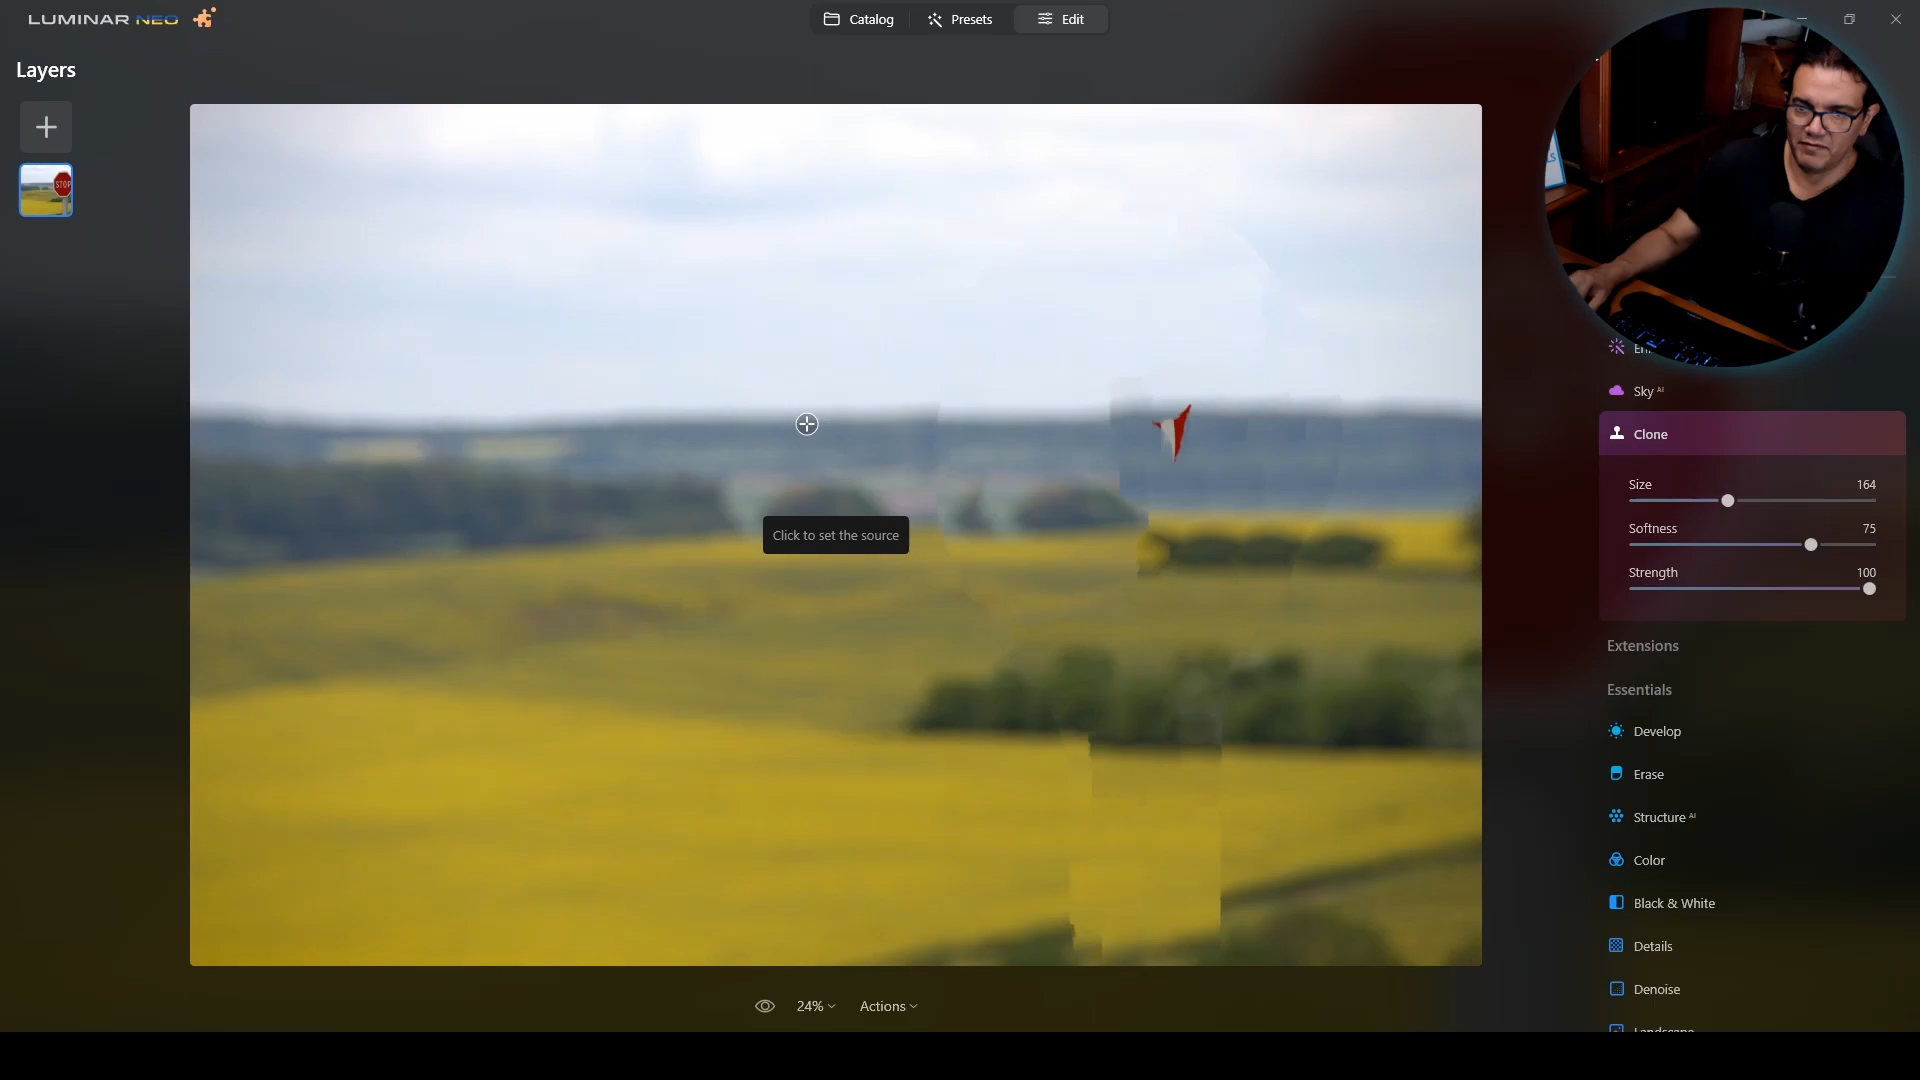 LUMINAR NEO
Catalog
Presets
Edit
Layers
STOP
Sky AI
Clone
Size 164
Softness 75
Click to set the source
Strength 100
Extensions
Essentials
Develop
Erase
Structure AI
Color
Black & White
Details
Denoise
24%
Actions